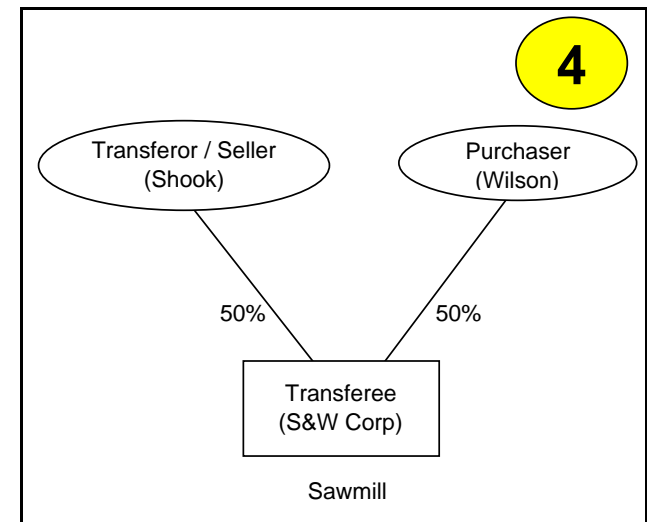 4
Transferor / Seller
(Shook)
Purchaser
(Wilson)
50%
50%
Transferee
(S&W Corp)
Sawmill